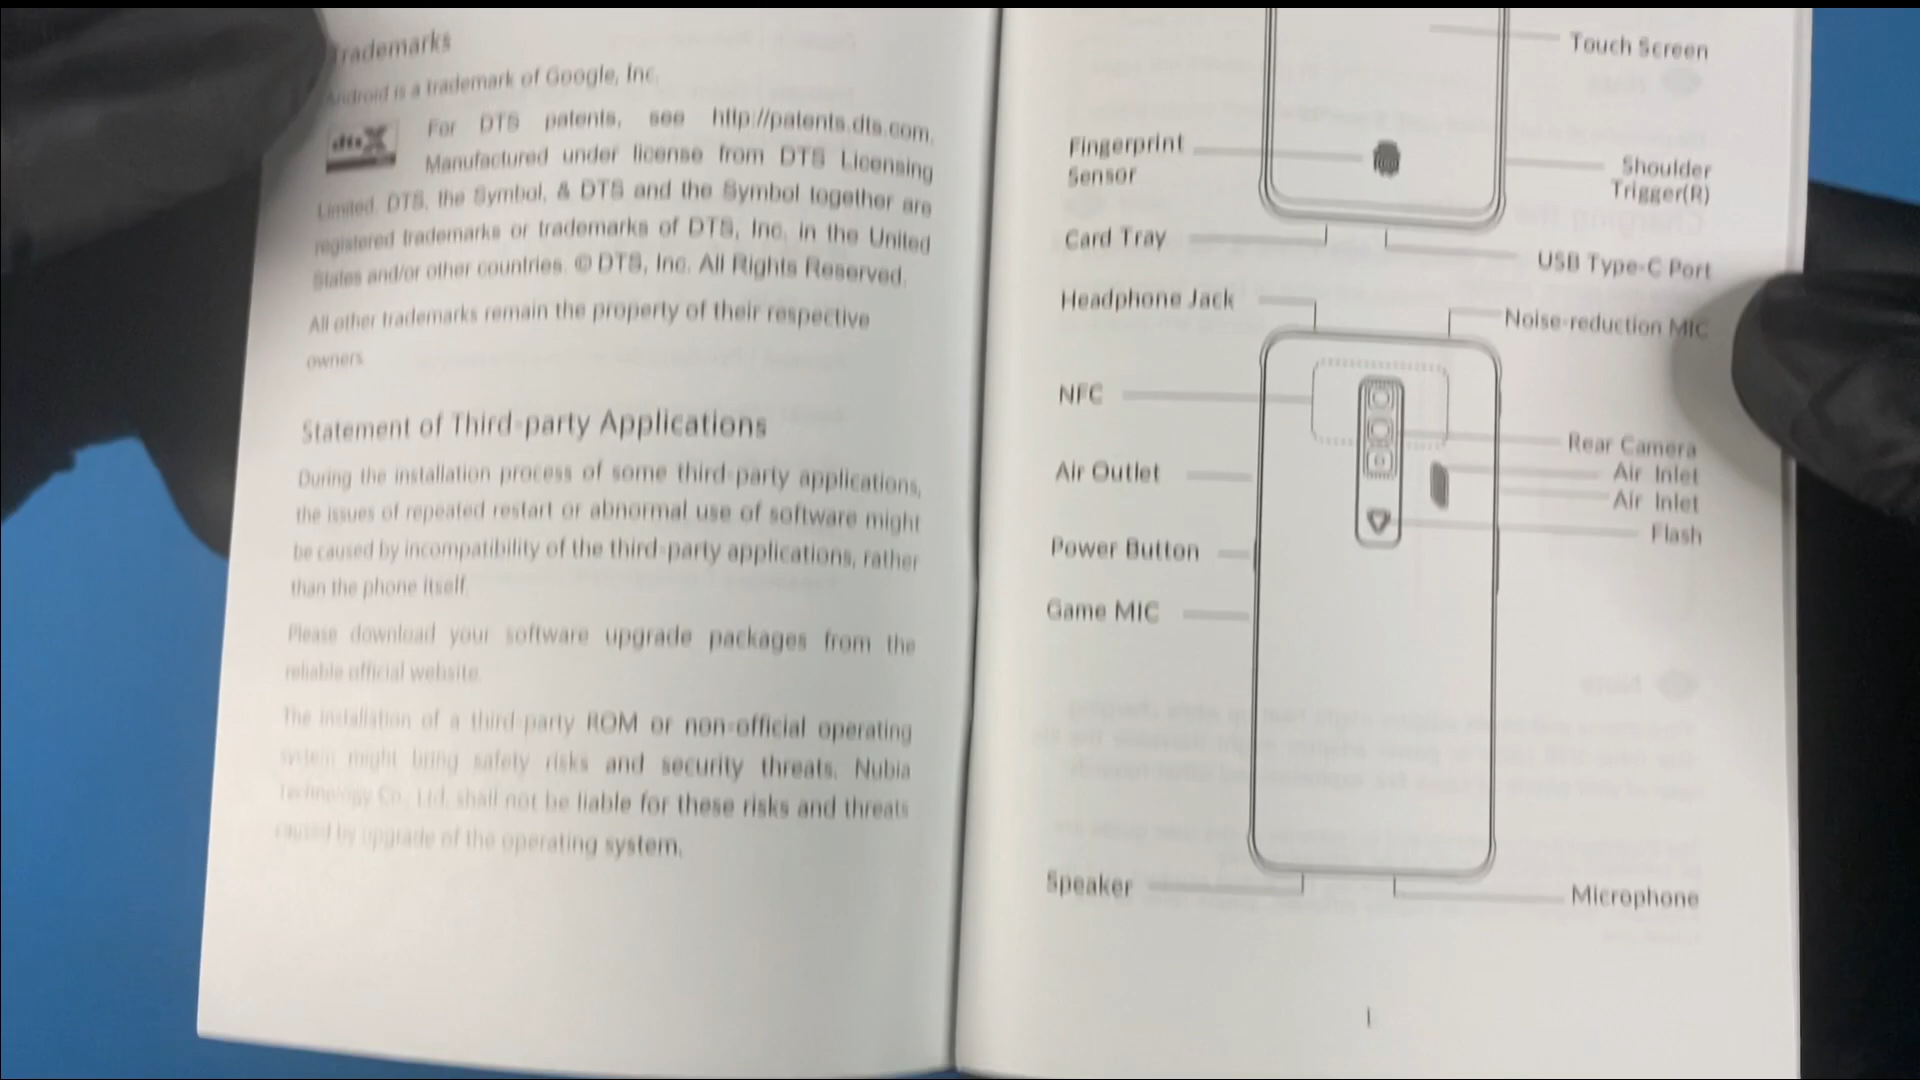 Trademarks
Android is a trademark of Google, Inc.
dts X
For DTS patents, see http://patents.dts.com.
Manufactured under license from DTS Licensing
Limited. DTS, the Symbol, & DTS and the Symbol together are
registered trademarks or trademarks of DTS, Inc. in the United
States and/or other countries. © DTS, Inc. All Rights Reserved.
All other trademarks remain the property of their respective
owners.
Statement of Third-party Applications
During the installation process of some third-party applications,
the issues of repeated restart or abnormal use of software might
be caused by incompatibility of the third-party applications, rather
than the phone itself.
Please download your software upgrade packages from the
reliable official website.
The installation of a third-party ROM or non-official operating
system might bring safety risks and security threats. Nubia
Technology Co., Ltd. shall not be liable for these risks and threats
caused by upgrade of the operating system.
Touch Screen
Fingerprint
Sensor
Shoulder
Trigger(R)
Card Tray
USB Type-C Port
Headphone Jack
Noise-reduction MIC
NFC
Rear Camera
Air Outlet
Air Inlet
Air Inlet
Flash
Power Button
Game MIC
Speaker
Microphone
1